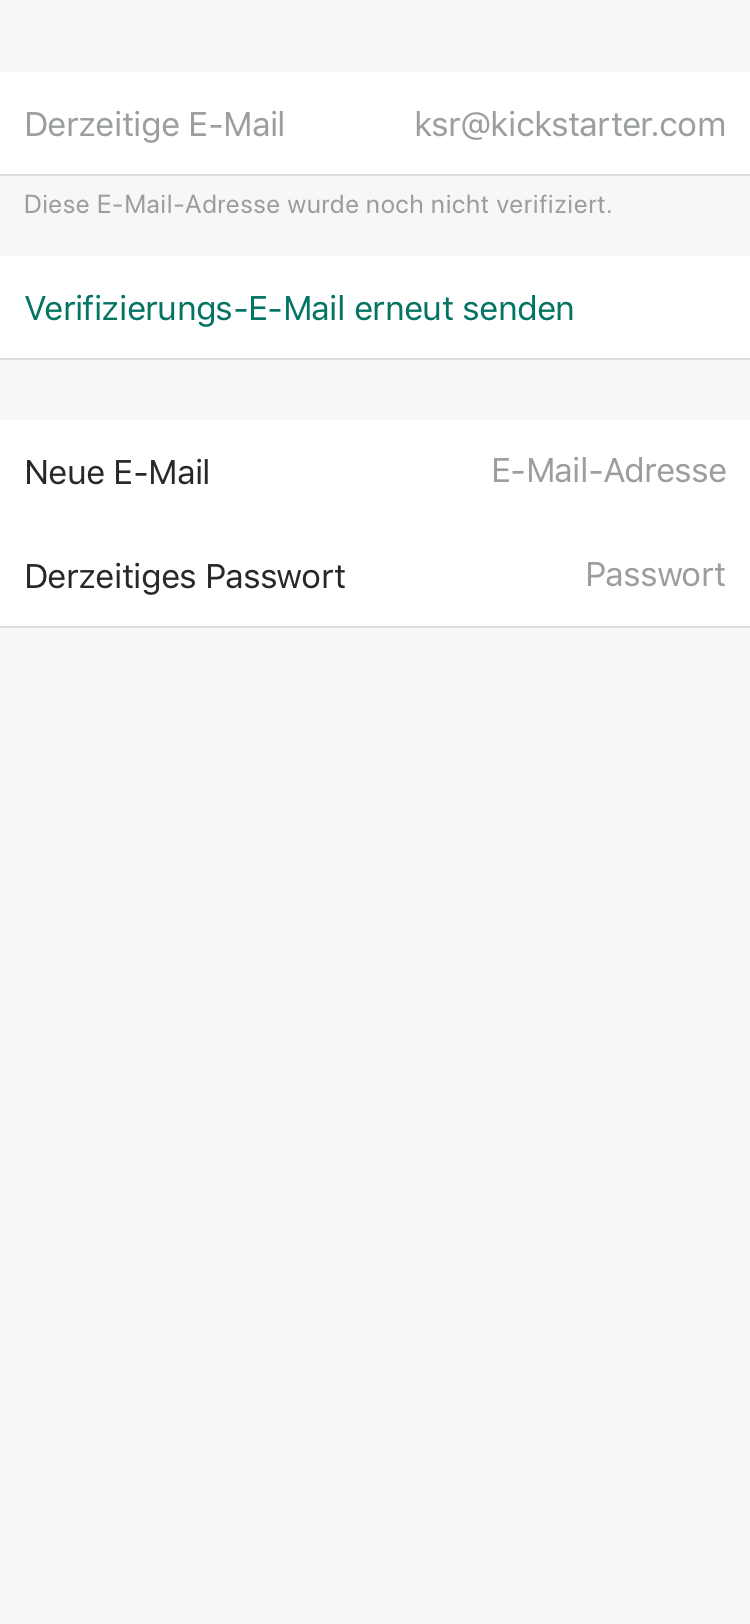 Derzeitige E-Mail ksr@kickstarter.com
Diese E-Mail-Adresse wurde noch nicht verifiziert.
Verifizierungs-E-Mail erneut senden
Neue E-Mail E-Mail-Adresse
Derzeitiges Passwort Passwort